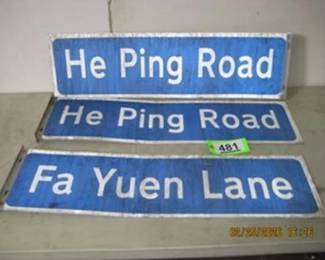 He Ping Road
He Ping Road
481
Fa Yuen Lane